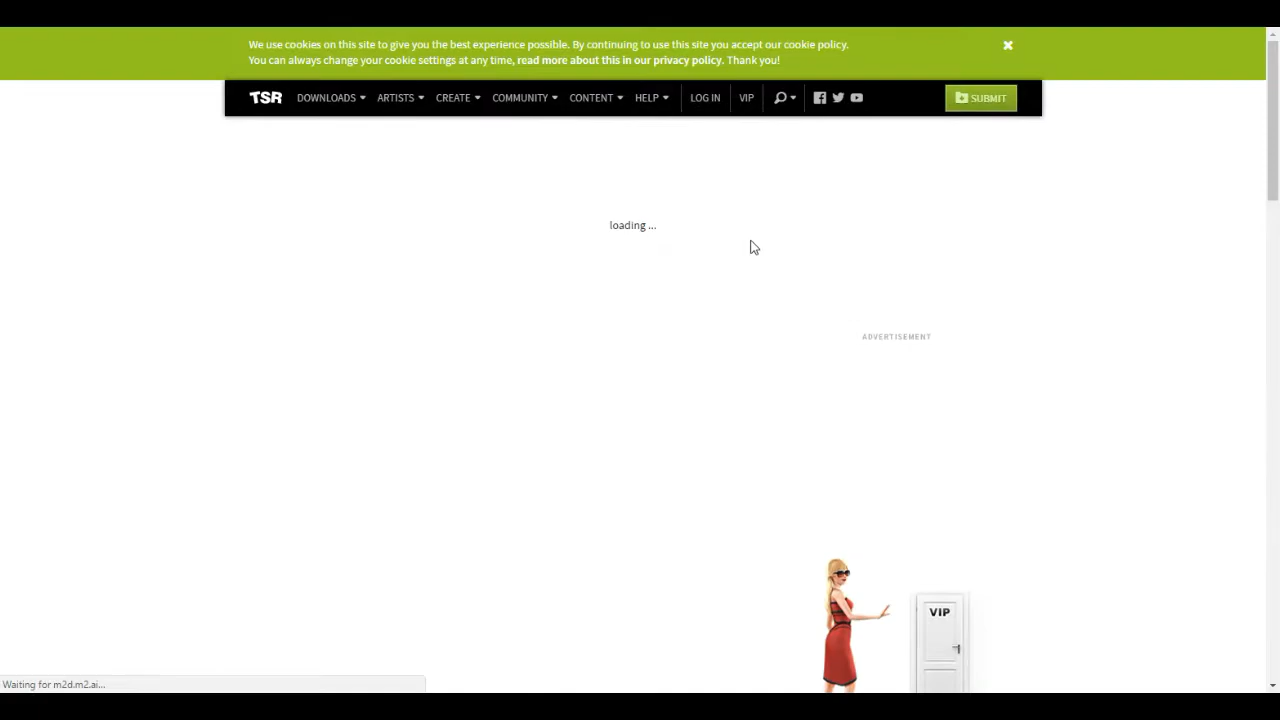 We use cookies on this site to give you the best experience possible. By continuing to use this site you accept our cookie policy.
You can always change your cookie settings at any time, read more about this in our privacy policy. Thank you!
TSR DOWNLOADS ARTISTS CREATE COMMUNITY CONTENT HELP LOG IN VIP SUBMIT
loading ...
ADVERTISEMENT
VIP
Waiting for m2d.m2.ai...